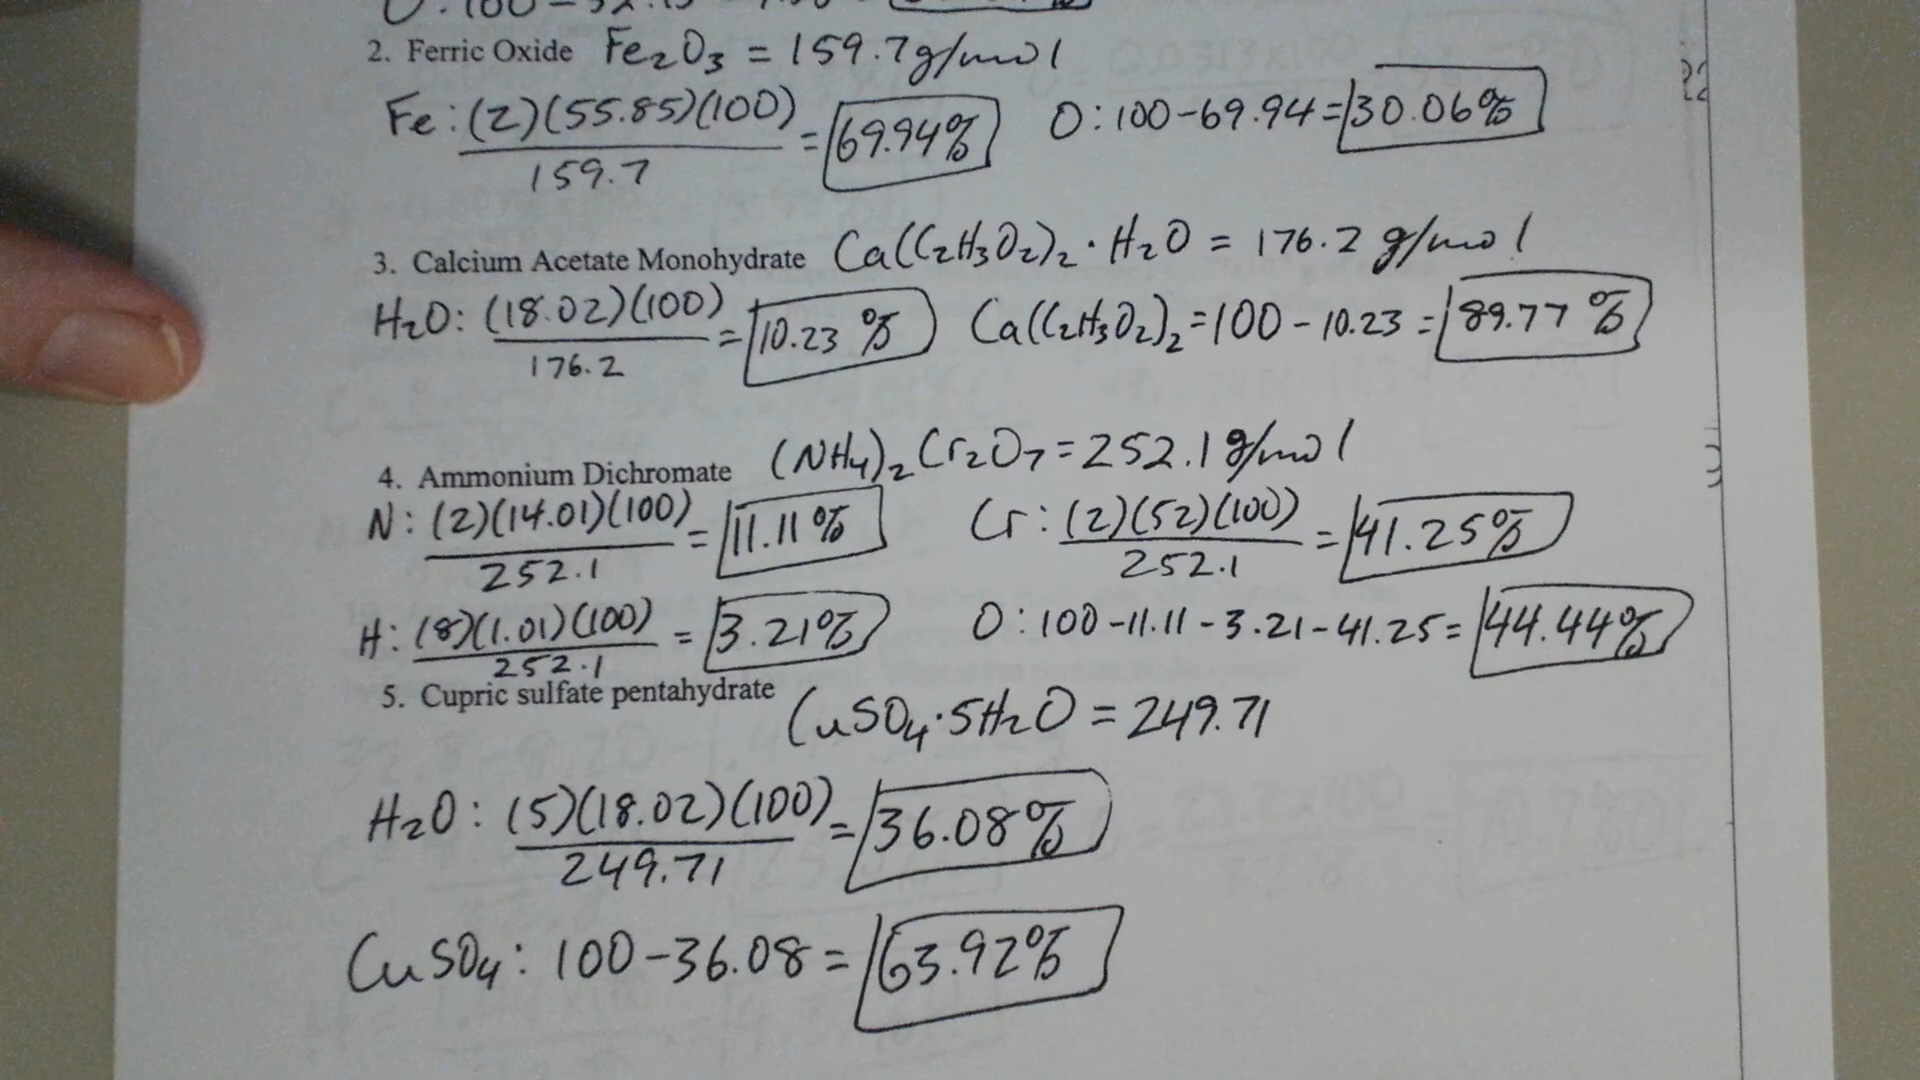 2. Ferric Oxide Fe₂O₃ = 159.7 g/mol
Fe: (2)(55.85)(100) / 159.7 = 69.94% O: 100-69.94 = 30.06%
3. Calcium Acetate Monohydrate Ca(C₂H₃O₂)₂·H₂O = 176.2 g/mol
H₂O: (18.02)(100) / 176.2 = 10.23 % Ca(C₂H₃O₂)₂ = 100 - 10.23 = 89.77 %
4. Ammonium Dichromate (NH₄)₂Cr₂O₇ = 252.1 g/mol
N: (2)(14.01)(100) / 252.1 = 11.11% Cr: (2)(52)(100) / 252.1 = 41.25%
H: (8)(1.01)(100) / 252.1 = 3.21% O: 100-11.11-3.21-41.25 = 44.44%
5. Cupric sulfate pentahydrate CuSO₄·5H₂O = 249.71
H₂O: (5)(18.02)(100) / 249.71 = 36.08%
CuSO₄: 100-36.08 = 63.92%